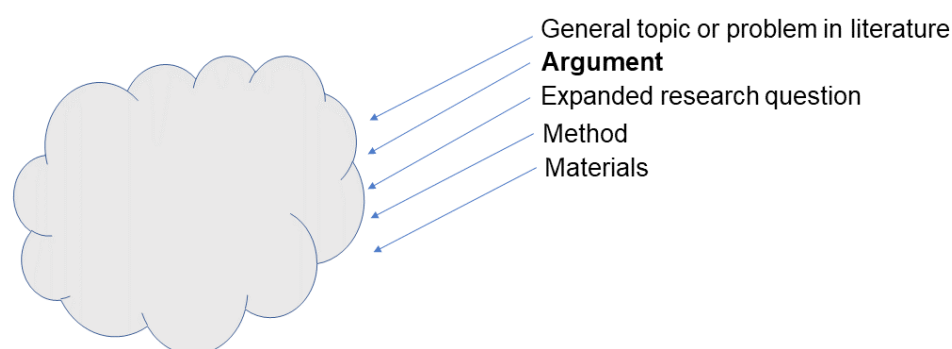 General topic or problem in literature
Argument
Expanded research question
Method
Materials